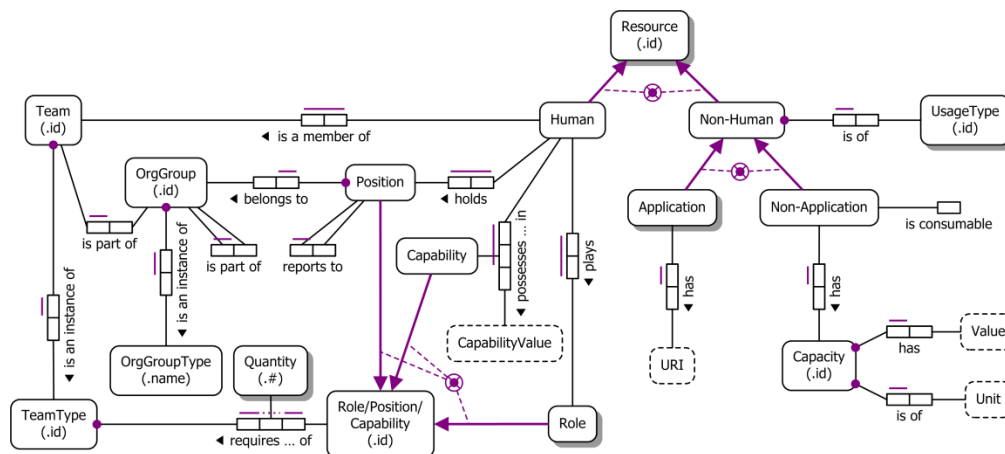 Resource
(.id)
Team
(.id)
Human
Non-Human
UsageType
(.id)
◄ is a member of
is of
OrgGroup
(.id)
Position
◄ belongs to
◄ holds
Application
Non-Application
is consumable
is part of
is part of
reports to
Capability
▼ is an instance of
▼ is an instance of
▼ possesses ... in
▼ plays
▼ has
▼ has
OrgGroupType
(.name)
Quantity
(.#)
CapabilityValue
URI
Capacity
(.id)
has
Value
is of
Unit
TeamType
(.id)
◄ requires ... of
Role/Position/
Capability
(.id)
Role